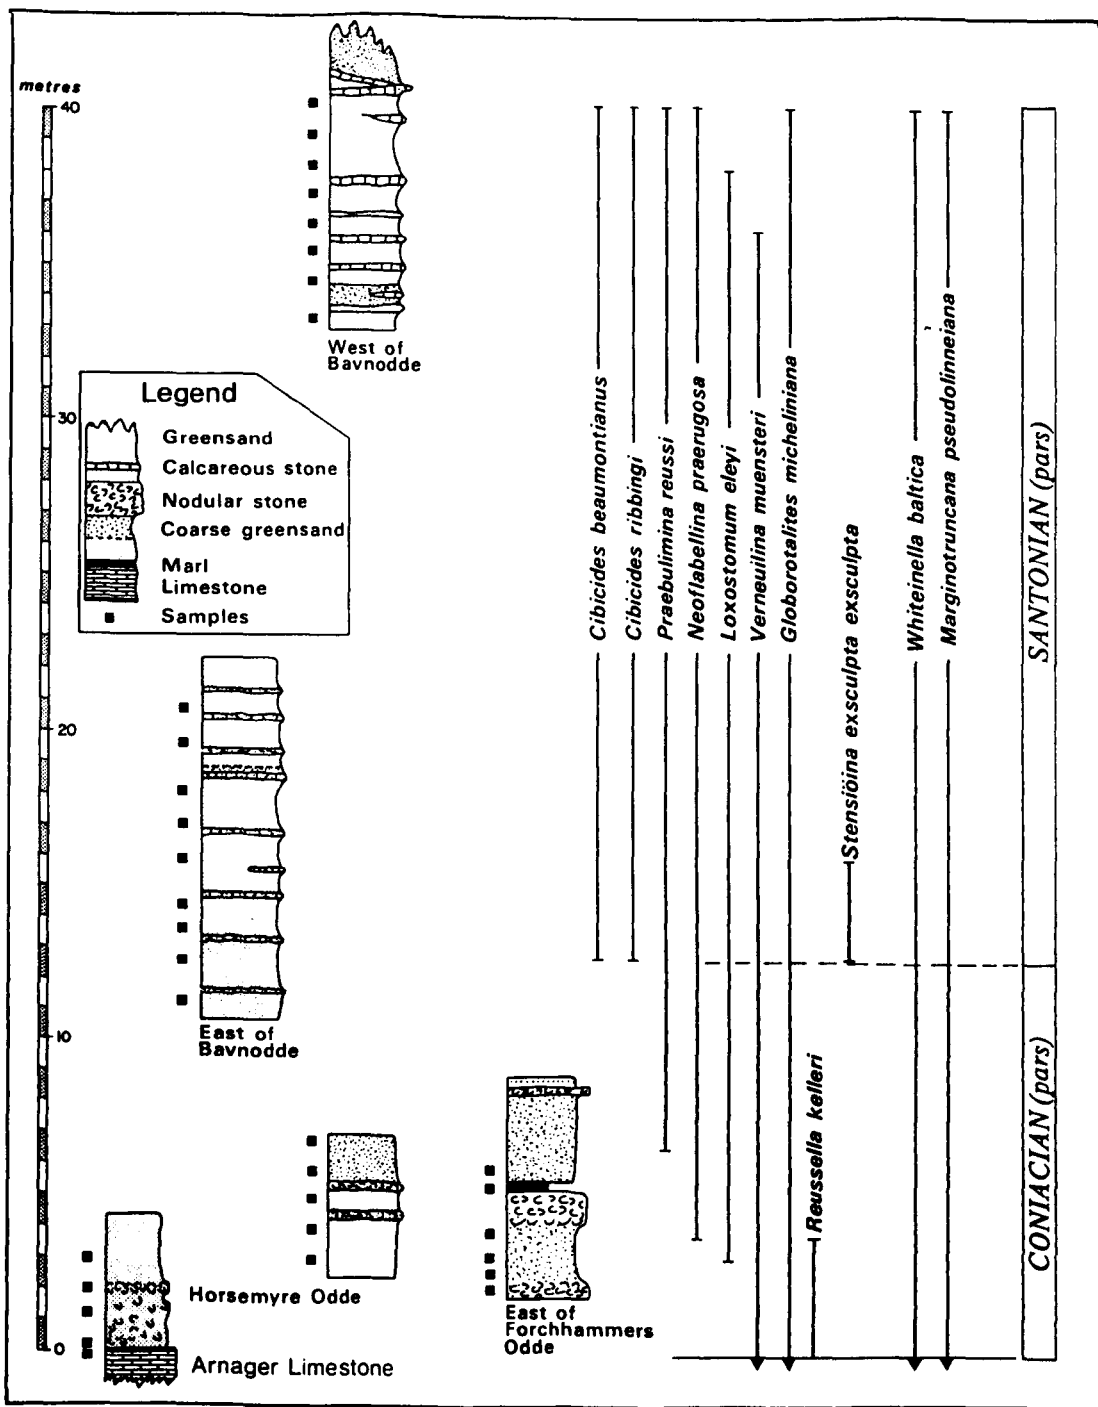 metres
40
30
20
10
0
West of
Bavnodde
Legend
Greensand
Calcareous stone
Nodular stone
Coarse greensand
Marl
Limestone
Samples
East of
Bavnodde
Horsemyre Odde
East of
Forchhammers
Odde
Arnager Limestone
Cibicides beaumontianus
Cibicides ribbingi
Praebulimina reussi
Neoflabellina praerugosa
Loxostomum eleyi
Verneuilina muensteri
Globorotalites micheliniana
Reussella kelleri
Stensiöina exsculpta exsculpta
Whiteinella baltica
Marginotruncana pseudolinneiana
SANTONIAN (pars)
CONIACIAN (pars)